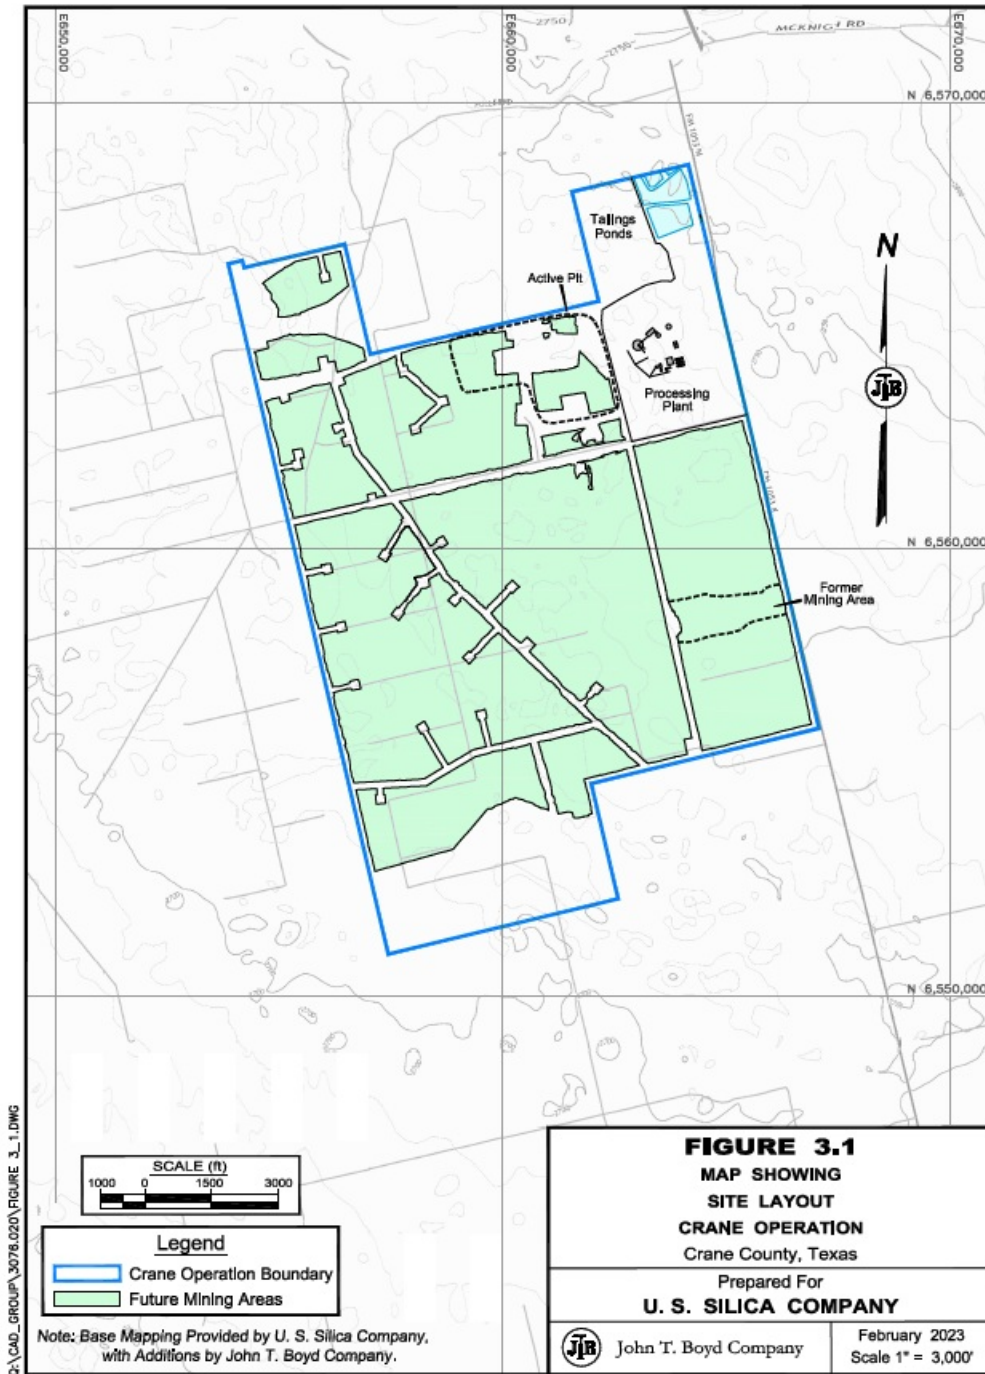 E650,000
E660,000
E670,000
2750
2750
MCKNIGHT RD
N 6,570,000
FM 1053 N
Tailings
Ponds
Active Pit
N
JTB
Processing
Plant
N 6,560,000
Former
Mining Area
N 6,550,000
Q:\CAD_GROUP\3076.020\FIGURE 3_1.DWG
SCALE (ft)
1000 0 1500 3000
Legend
Crane Operation Boundary
Future Mining Areas
Note: Base Mapping Provided by U. S. Silica Company,
with Additions by John T. Boyd Company.
FIGURE 3.1
MAP SHOWING
SITE LAYOUT
CRANE OPERATION
Crane County, Texas
Prepared For
U. S. SILICA COMPANY
JTB John T. Boyd Company
February 2023
Scale 1" = 3,000'